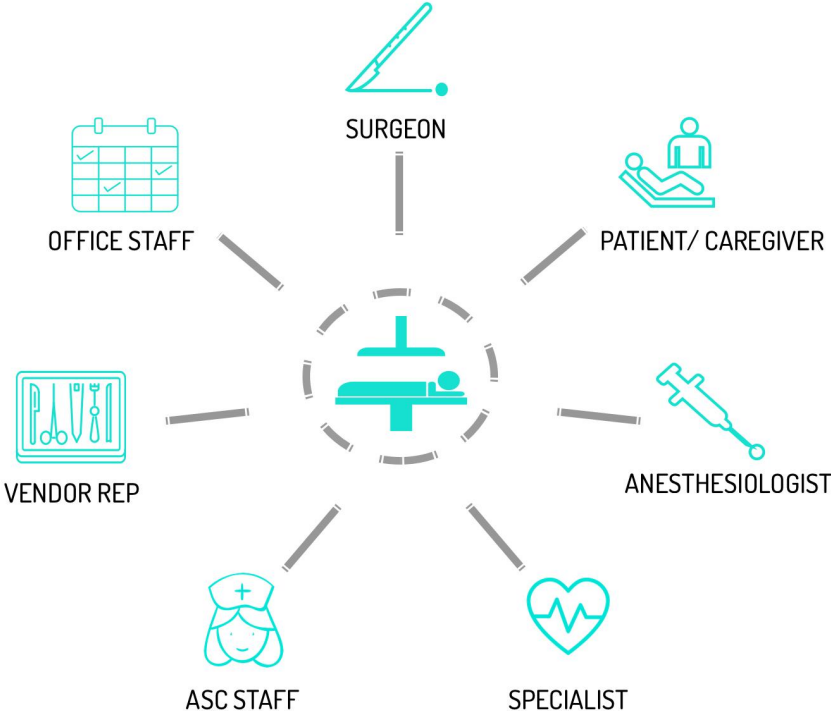 SURGEON
OFFICE STAFF
PATIENT/ CAREGIVER
VENDOR REP
ANESTHESIOLOGIST
ASC STAFF
SPECIALIST